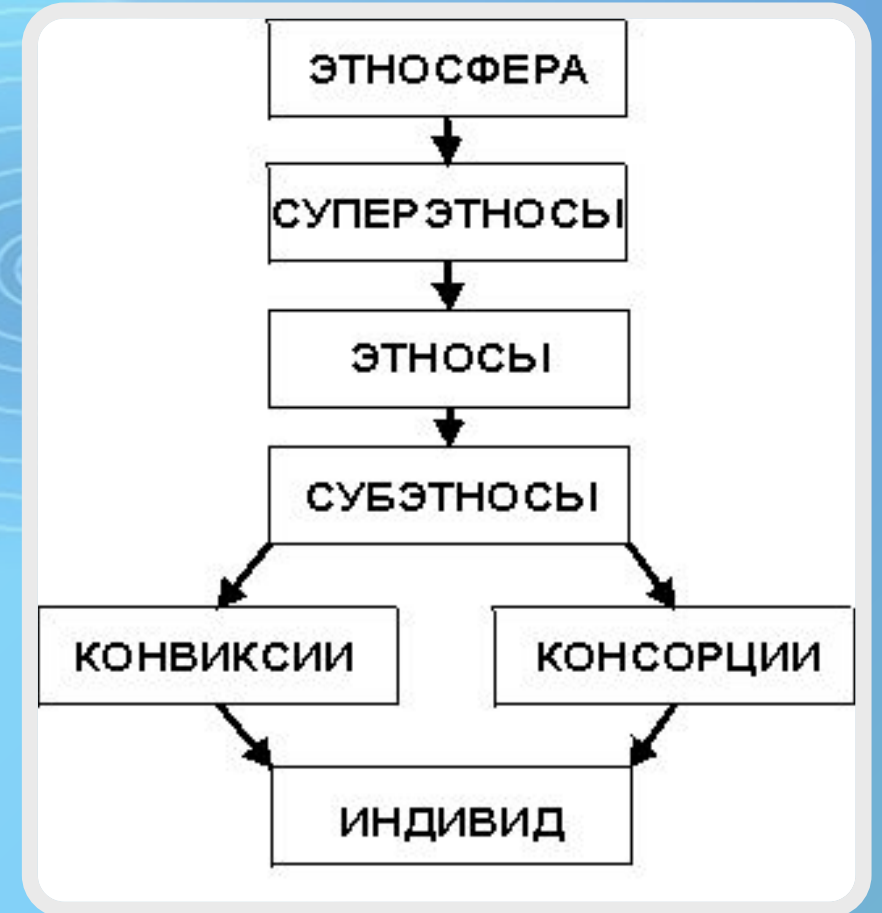 ЭТНОСФЕРА
СУПЕРЭТНОСЫ
ЭТНОСЫ
СУБЭТНОСЫ
КОНВИКСИИ
КОНСОРЦИИ
ИНДИВИД